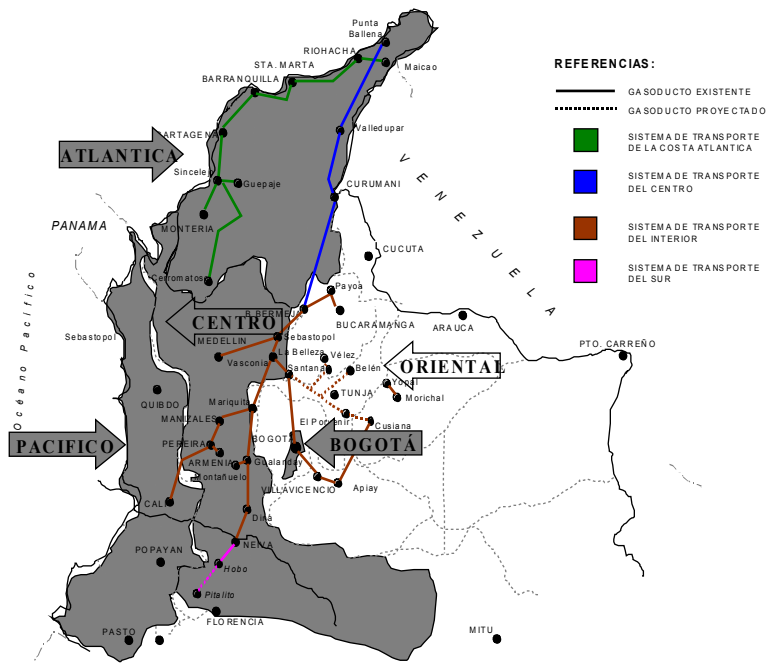 Punta
Ballena
RIOHACHA
STA. MARTA
Maicao
BARRANQUILLA
CARTAGENA
Valledupar
ATLANTICA
Sincelejo
Guepaje
CURUMANI
MONTERIA
PANAMA
VENEZUELA
CUCUTA
Cerromatoso
Payoa
B.BERMEJA
CENTRO
BUCARAMANGA
ARAUCA
Sebastopol
Sebastopol
MEDELLIN
La Belleza
Vélez
PTO. CARREÑO
Vasconia
Santana
Belén
ORIENTAL
Yopal
TUNJA
Morichal
Océano Pacífico
QUIBDO
Mariquita
MANIZALES
El Porvenir
Cusiana
PACIFICO
PEREIRA
BOGOTA
BOGOTÁ
ARMENIA
Gualanday
Montañuelo
VILLAVICENCIO
Apiay
CALI
Dina
NEIVA
POPAYAN
Hobo
Pitalito
FLORENCIA
PASTO
MITU
REFERENCIAS:
GASODUCTO EXISTENTE
GASODUCTO PROYECTADO
SISTEMA DE TRANSPORTE
DE LA COSTA ATLANTICA
SISTEMA DE TRANSPORTE
DEL CENTRO
SISTEMA DE TRANSPORTE
DEL INTERIOR
SISTEMA DE TRANSPORTE
DEL SUR